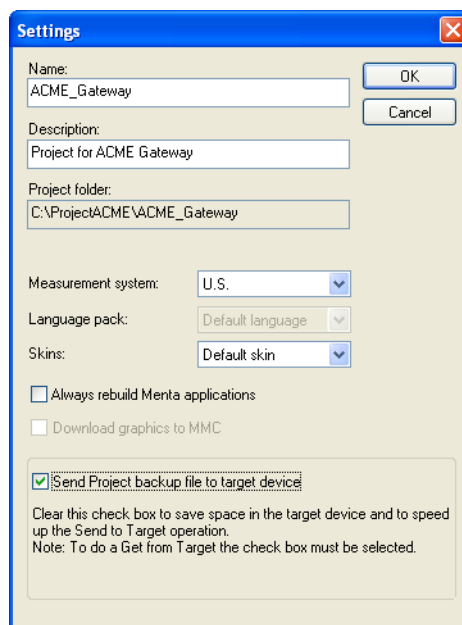 Settings
Name:
OK
ACME_Gateway
Cancel
Description:
Project for ACME Gateway
Project folder:
C:\ProjectACME\ACME_Gateway
Measurement system: U.S.
Language pack: Default language
Skins: Default skin
Always rebuild Menta applications
Download graphics to MMC
Send Project backup file to target device
Clear this check box to save space in the target device and to speed
up the Send to Target operation.
Note: To do a Get from Target the check box must be selected.